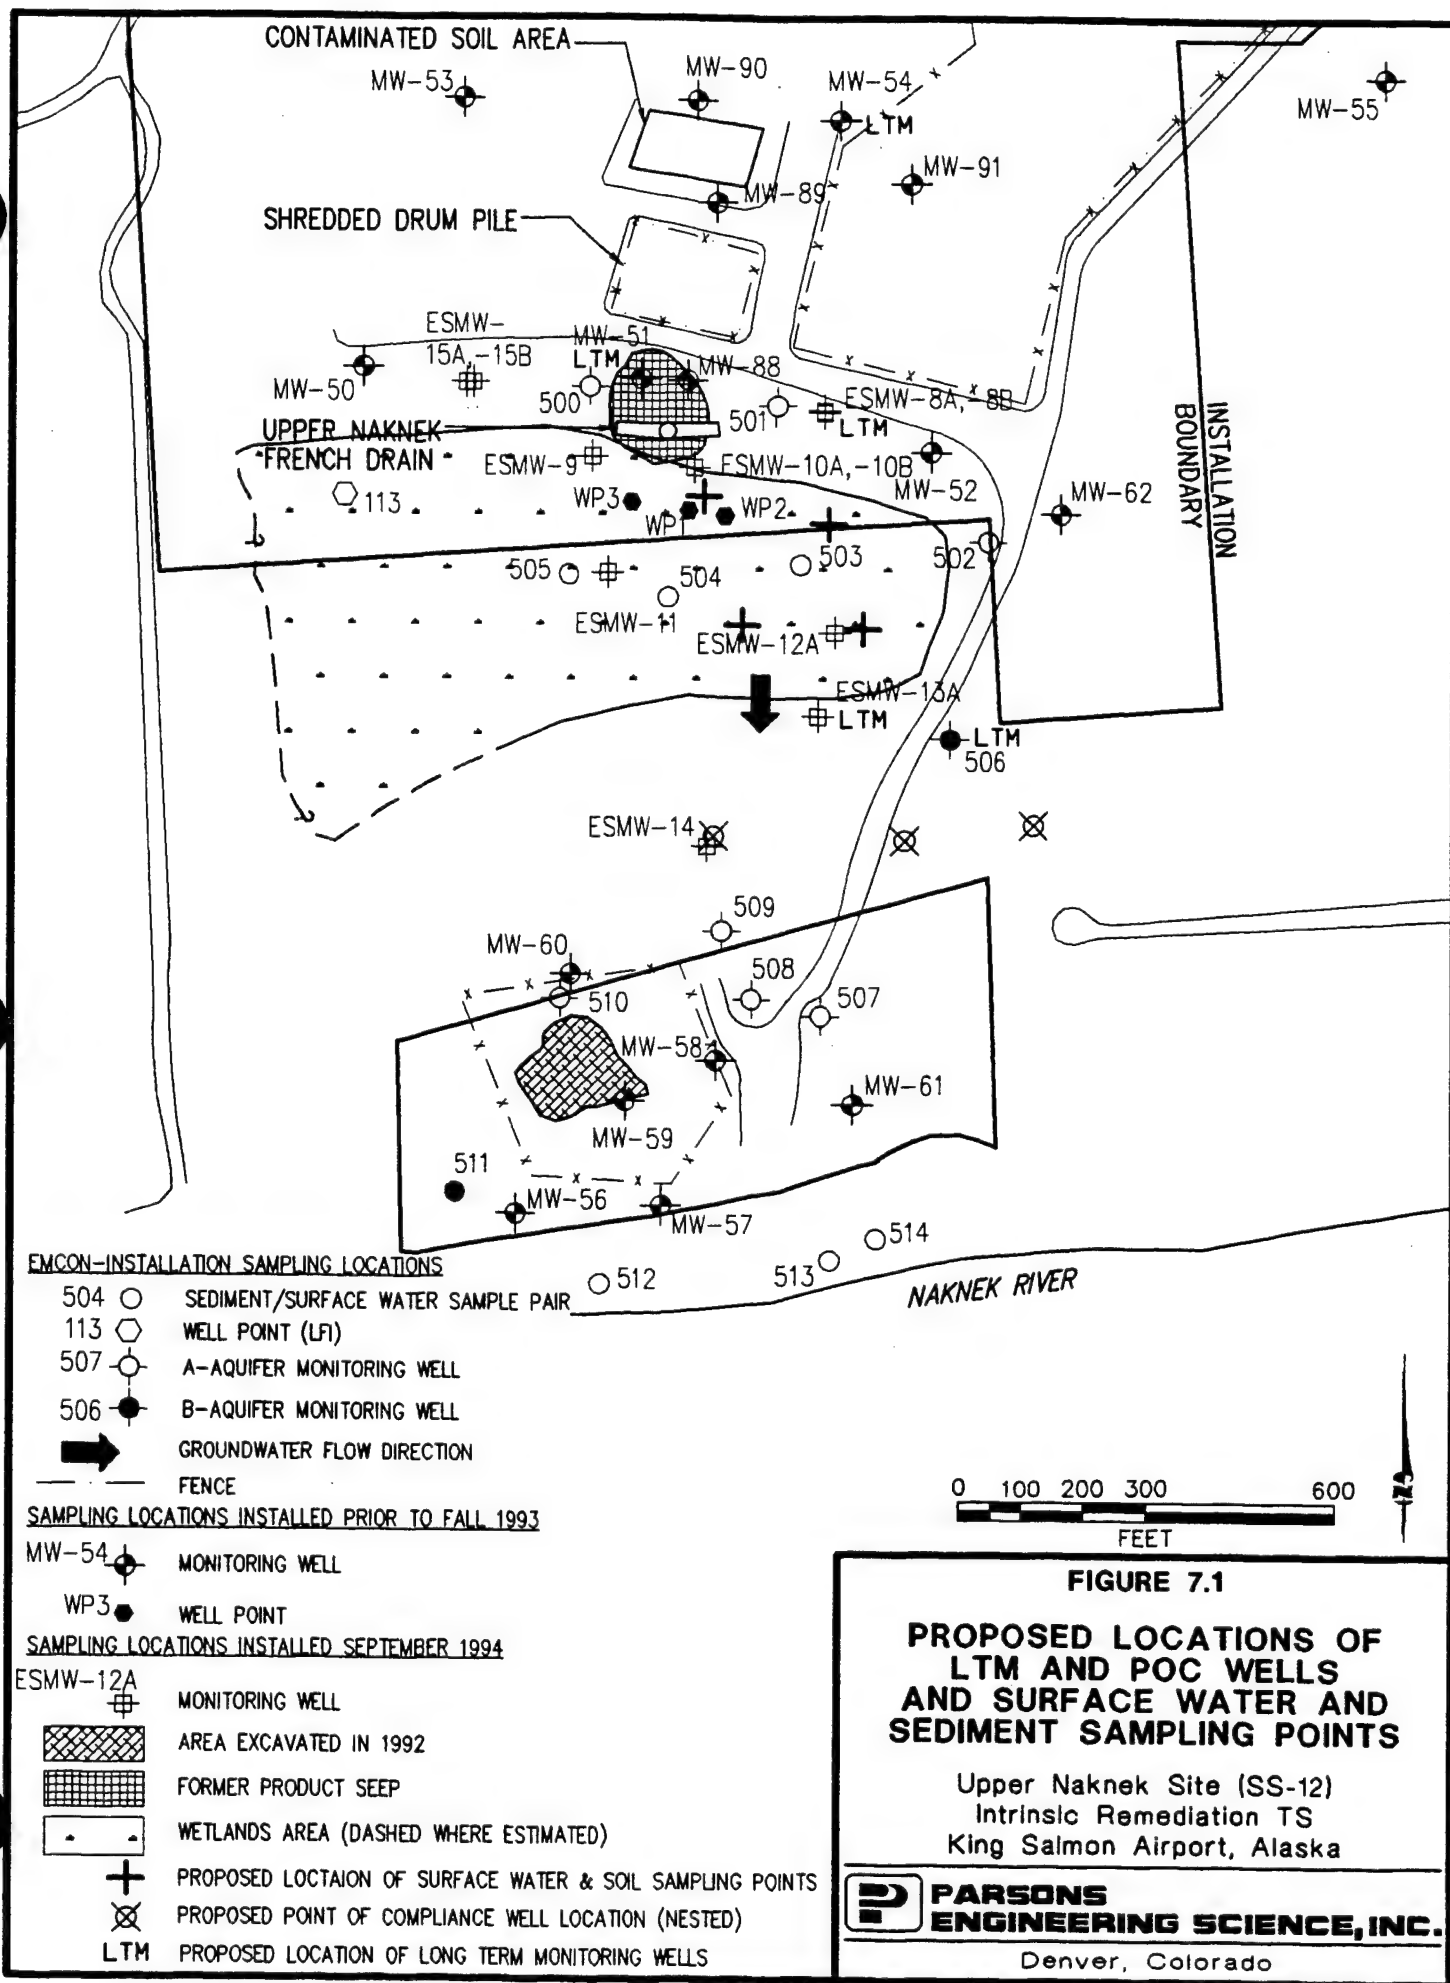 CONTAMINATED SOIL AREA
MW-53
MW-90
MW-54
LTM
MW-55
MW-91
MW-89
SHREDDED DRUM PILE
ESMW-
15A,-15B
MW-51
LTM
MW-88
MW-50
500
501
ESMW-8A,-8B
LTM
INSTALLATION
BOUNDARY
UPPER NAKNEK
FRENCH DRAIN
ESMW-9
ESMW-10A,-10B
MW-52
MW-62
113
WP3
WP1
WP2
505
504
503
502
ESMW-11
ESMW-12A
ESMW-13A
LTM
LTM
506
ESMW-14
509
MW-60
510
508
507
MW-58
MW-61
MW-59
511
MW-56
MW-57
512
513
514
NAKNEK RIVER
EMCON-INSTALLATION SAMPLING LOCATIONS
504 SEDIMENT/SURFACE WATER SAMPLE PAIR
113 WELL POINT (LFI)
507 A-AQUIFER MONITORING WELL
506 B-AQUIFER MONITORING WELL
GROUNDWATER FLOW DIRECTION
FENCE
SAMPLING LOCATIONS INSTALLED PRIOR TO FALL 1993
MW-54 MONITORING WELL
WP3 WELL POINT
SAMPLING LOCATIONS INSTALLED SEPTEMBER 1994
ESMW-12A
MONITORING WELL
AREA EXCAVATED IN 1992
FORMER PRODUCT SEEP
WETLANDS AREA (DASHED WHERE ESTIMATED)
PROPOSED LOCTAION OF SURFACE WATER & SOIL SAMPLING POINTS
PROPOSED POINT OF COMPLIANCE WELL LOCATION (NESTED)
LTM PROPOSED LOCATION OF LONG TERM MONITORING WELLS
0 100 200 300 600
FEET
FIGURE 7.1
PROPOSED LOCATIONS OF
LTM AND POC WELLS
AND SURFACE WATER AND
SEDIMENT SAMPLING POINTS
Upper Naknek Site (SS-12)
Intrinsic Remediation TS
King Salmon Airport, Alaska
PARSONS
ENGINEERING SCIENCE, INC.
Denver, Colorado